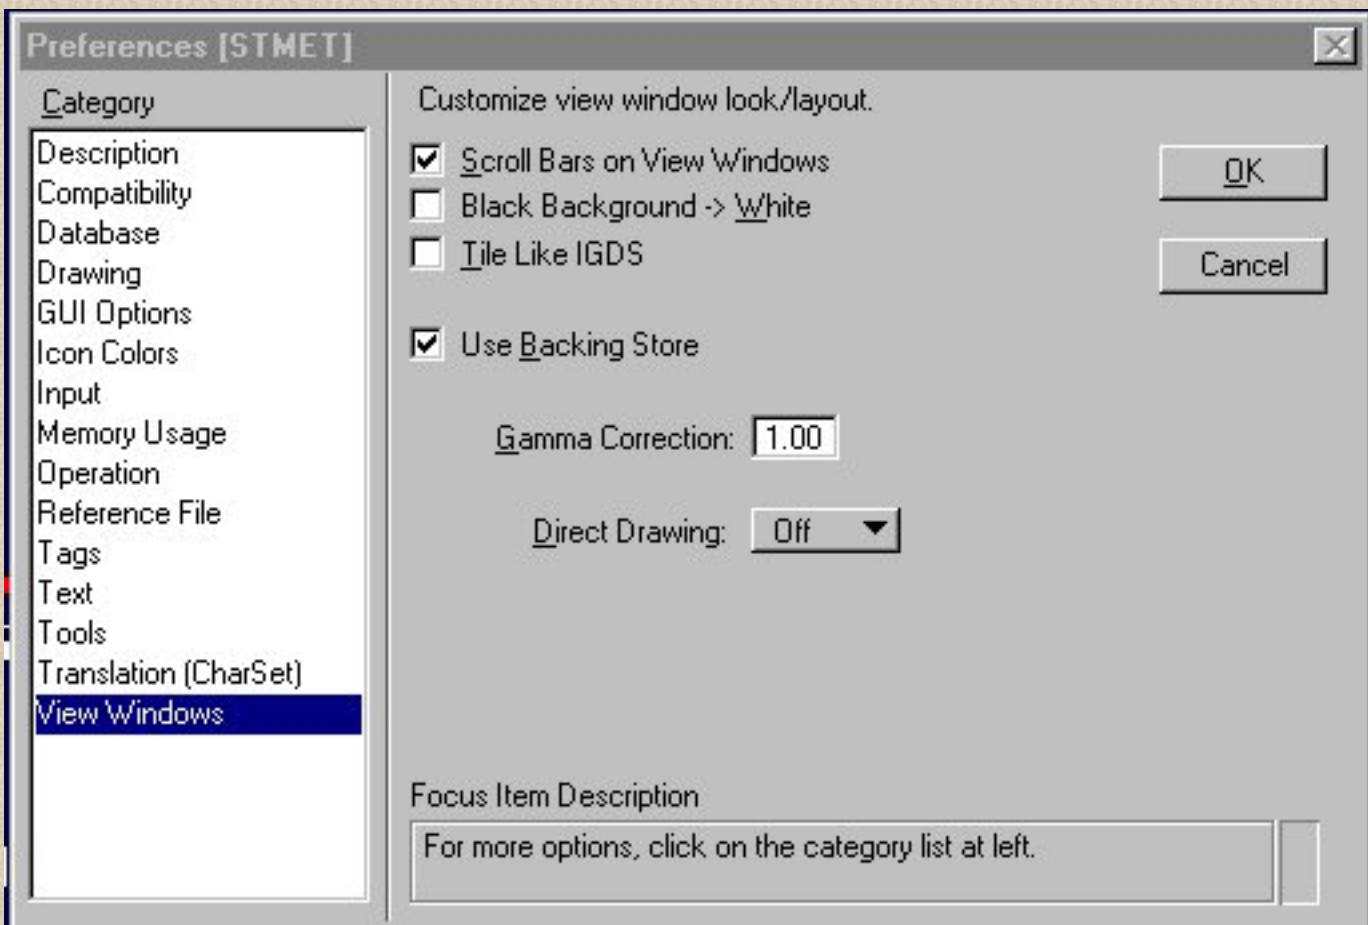 Preferences [STMET]
Category
Description
Compatibility
Database
Drawing
GUI Options
Icon Colors
Input
Memory Usage
Operation
Reference File
Tags
Text
Tools
Translation (CharSet)
View Windows
Customize view window look/layout.
Scroll Bars on View Windows
Black Background -> White
Tile Like IGDS
Use Backing Store
Gamma Correction: 1.00
Direct Drawing: Off
OK
Cancel
Focus Item Description
For more options, click on the category list at left.